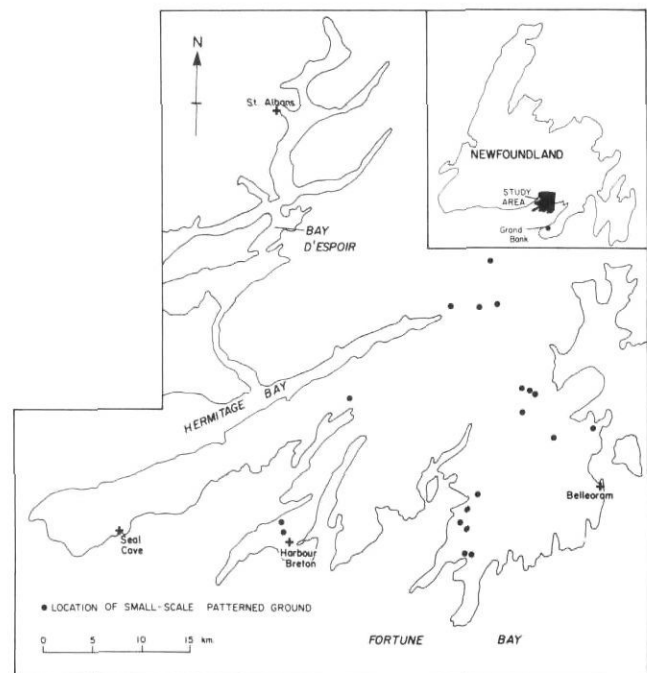 N
St. Albans
NEWFOUNDLAND
STUDY
AREA
Grand
Bank
BAY
D'ESPOIR
HERMITAGE BAY
Belleoram
Seal
Cove
Harbour
Breton
LOCATION OF SMALL-SCALE PATTERNED GROUND
0 5 10 15 km.
FORTUNE BAY